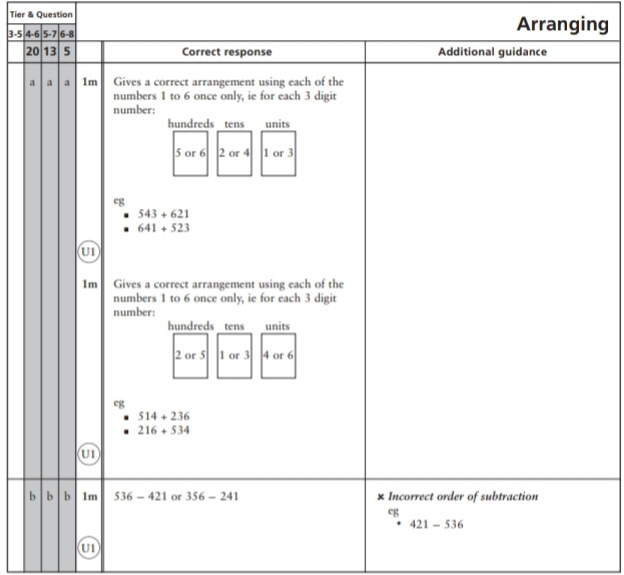 Tier & Question
3-5 4-6 5-7 6-8
Arranging
20 13 5
Correct response
Additional guidance
a a a 1m Gives a correct arrangement using each of the
numbers 1 to 6 once only, ie for each 3 digit
number:
hundreds tens units
5 or 6 2 or 4 1 or 3
eg
▪ 543 + 621
▪ 641 + 523
U1
1m Gives a correct arrangement using each of the
numbers 1 to 6 once only, ie for each 3 digit
number:
hundreds tens units
2 or 5 1 or 3 4 or 6
eg
▪ 514 + 236
▪ 216 + 534
U1
b b b 1m 536 – 421 or 356 – 241
✗ Incorrect order of subtraction
eg
• 421 – 536
U1